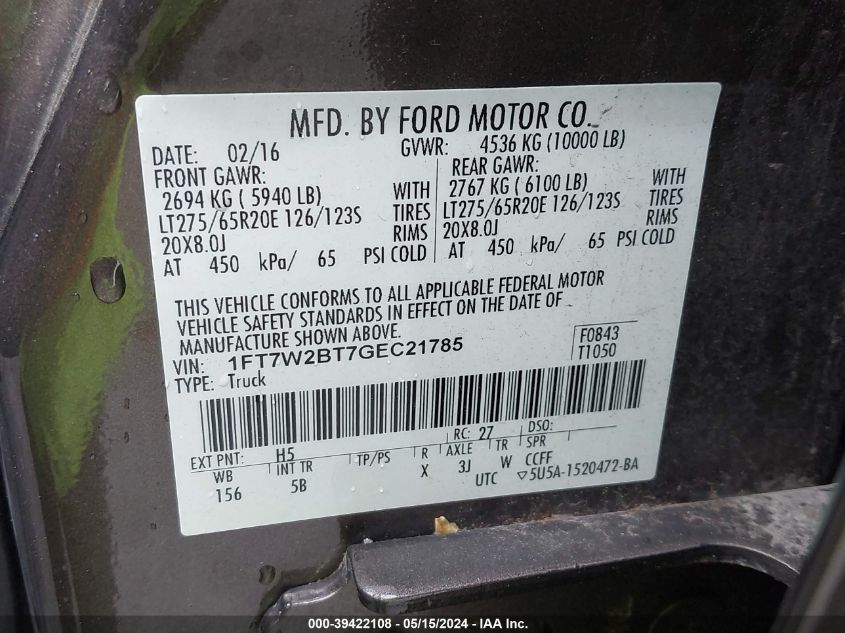 MFD. BY FORD MOTOR CO.
DATE: 02/16 GVWR: 4536 KG (10000 LB)
FRONT GAWR: REAR GAWR:
2694 KG ( 5940 LB) WITH 2767 KG ( 6100 LB) WITH
LT275/65R20E 126/123S TIRES LT275/65R20E 126/123S TIRES
20X8.0J RIMS 20X8.0J RIMS
AT 450 kPa/ 65 PSI COLD AT 450 kPa/ 65 PSI COLD
THIS VEHICLE CONFORMS TO ALL APPLICABLE FEDERAL MOTOR
VEHICLE SAFETY STANDARDS IN EFFECT ON THE DATE OF
MANUFACTURE SHOWN ABOVE.
VIN: 1FT7W2BT7GEC21785 F0843
TYPE: Truck T1050
EXT PNT: H5 RC: 27 DSO:
WB INT TR TP/PS R AXLE TR SPR
156 5B X 3J W CCFF
UTC ▽5U5A-1520472-BA
000-39422108 - 05/15/2024 - IAA Inc.